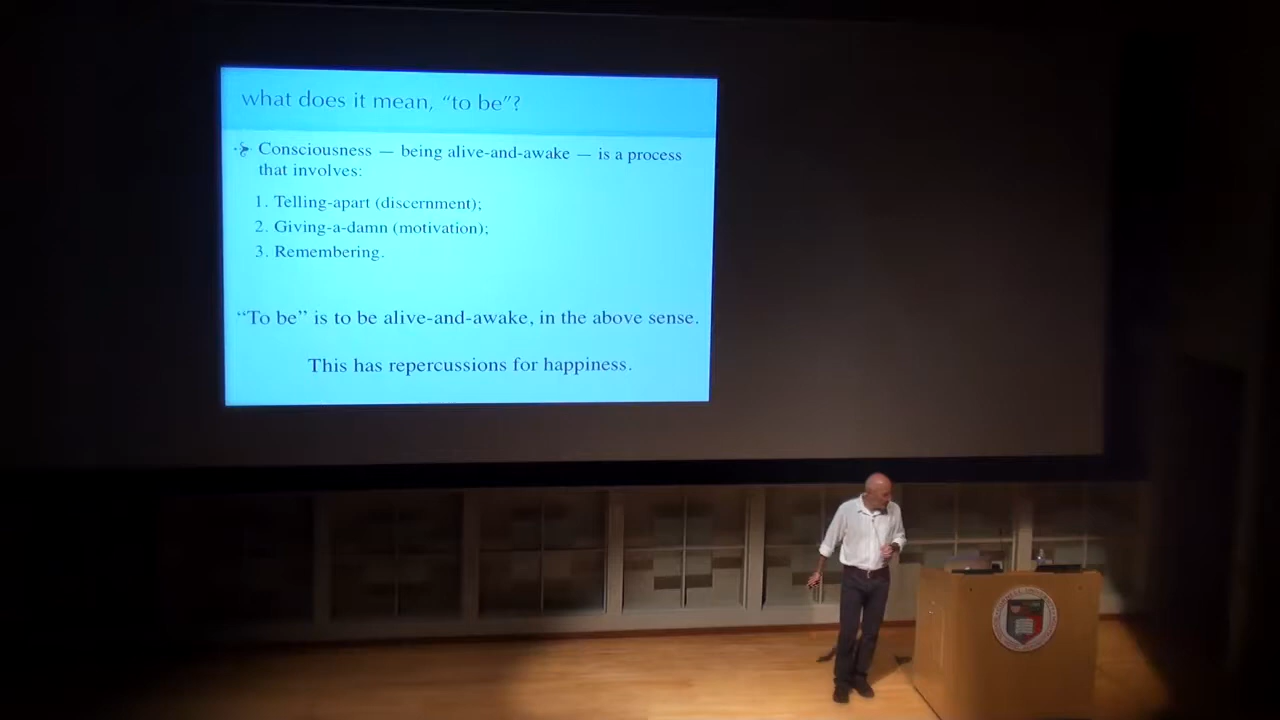 what does it mean, “to be”?
Consciousness — being alive-and-awake — is a process
that involves:
1. Telling-apart (discernment);
2. Giving-a-damn (motivation);
3. Remembering.
“To be” is to be alive-and-awake, in the above sense.
This has repercussions for happiness.